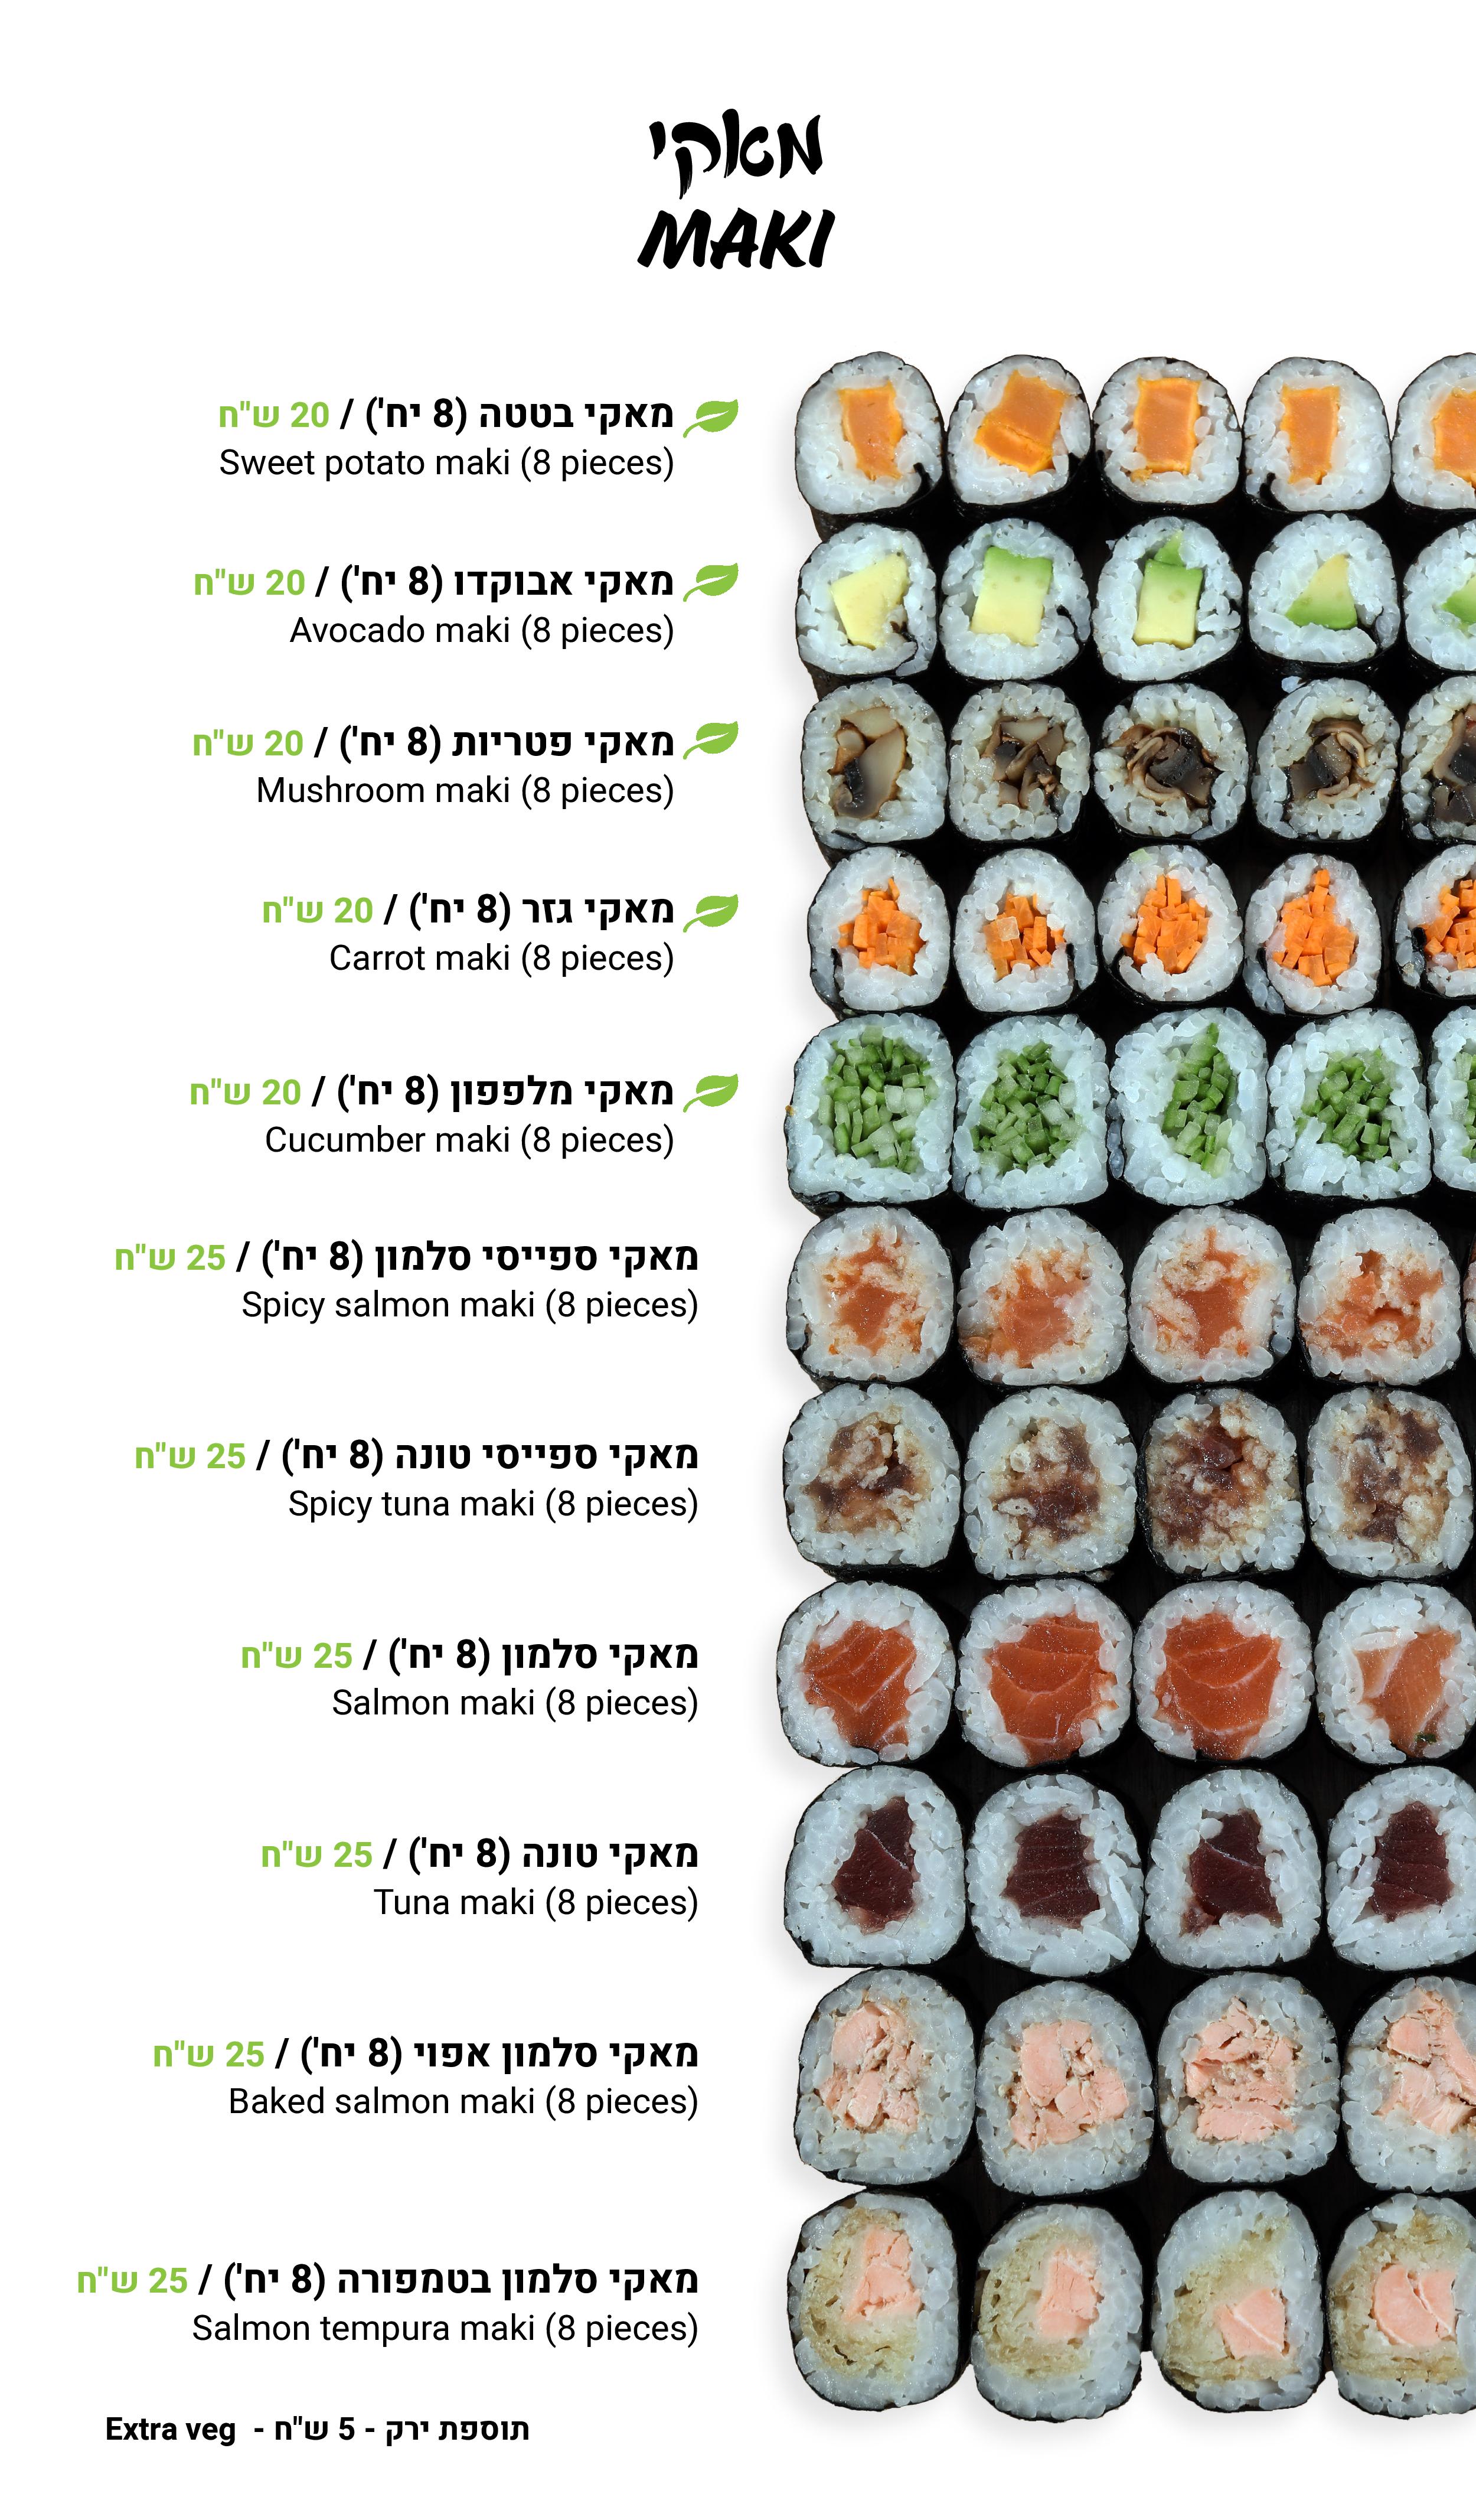 מאקי
MAKI
מאקי בטטה (8 יח') / 20 ש"ח
Sweet potato maki (8 pieces)
מאקי אבוקדו (8 יח') / 20 ש"ח
Avocado maki (8 pieces)
מאקי פטריות (8 יח') / 20 ש"ח
Mushroom maki (8 pieces)
מאקי גזר (8 יח') / 20 ש"ח
Carrot maki (8 pieces)
מאקי מלפפון (8 יח') / 20 ש"ח
Cucumber maki (8 pieces)
מאקי ספייסי סלמון (8 יח') / 25 ש"ח
Spicy salmon maki (8 pieces)
מאקי ספייסי טונה (8 יח') / 25 ש"ח
Spicy tuna maki (8 pieces)
מאקי סלמון (8 יח') / 25 ש"ח
Salmon maki (8 pieces)
מאקי טונה (8 יח') / 25 ש"ח
Tuna maki (8 pieces)
מאקי סלמון אפוי (8 יח') / 25 ש"ח
Baked salmon maki (8 pieces)
מאקי סלמון בטמפורה (8 יח') / 25 ש"ח
Salmon tempura maki (8 pieces)
תוספת ירק - 5 ש"ח - Extra veg